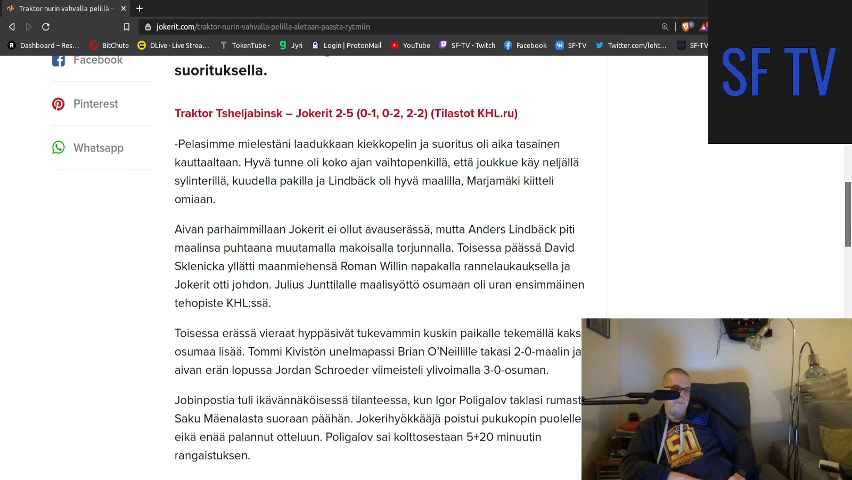 Traktor nurin vahvalla pelillä –
jokerit.com/traktor-nurin-vahvalla-pelilla-aletaan-paasta-rytmiin
Dashboard – Res...
BitChute
DLive · Live Strea...
TokenTube -
Jyri
Login | ProtonMail
YouTube
SF-TV - Twitch
Facebook
SF-TV
Twitter.com/leht...
SF-TV
SF TV
Facebook
Pinterest
Whatsapp
suorituksella.
Traktor Tsheljabinsk – Jokerit 2-5 (0-1, 0-2, 2-2) (Tilastot KHL.ru)
-Pelasimme mielestäni laadukkaan kiekkopelin ja suoritus oli aika tasainen
kauttaaltaan. Hyvä tunne oli koko ajan vaihtopenkillä, että joukkue käy neljällä
sylinterillä, kuudella pakilla ja Lindbäck oli hyvä maalilla, Marjamäki kiitteli
omiaan.
Aivan parhaimmillaan Jokerit ei ollut avauserässä, mutta Anders Lindbäck piti
maalinsa puhtaana muutamalla makoisalla torjunnalla. Toisessa päässä David
Sklenicka yllätti maanmiehensä Roman Willin napakalla rannelaukauksella ja
Jokerit otti johdon. Julius Junttilalle maalisyöttö osumaan oli uran ensimmäinen
tehopiste KHL:ssä.
Toisessa erässä vieraat hyppäsivät tukevammin kuskin paikalle tekemällä kaks
osumaa lisää. Tommi Kivistön unelmapassi Brian O'Neillille takasi 2-0-maalin ja
aivan erän lopussa Jordan Schroeder viimeisteli ylivoimalla 3-0-osuman.
Jobinpostia tuli ikävännäköisessä tilanteessa, kun Igor Poligalov taklasi rumast
Saku Mäenalasta suoraan päähän. Jokerihyökkääjä poistui pukukopin puolelle
eikä enää palannut otteluun. Poligalov sai kolttosestaan 5+20 minuutin
rangaistuksen.